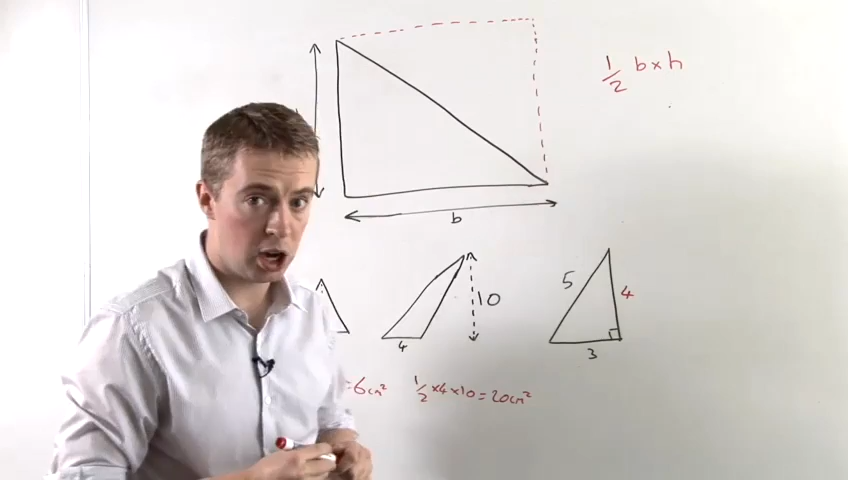 1/2 b×h
b
10
4
5
4
3
=6cm²
1/2 ×4×10=20cm²